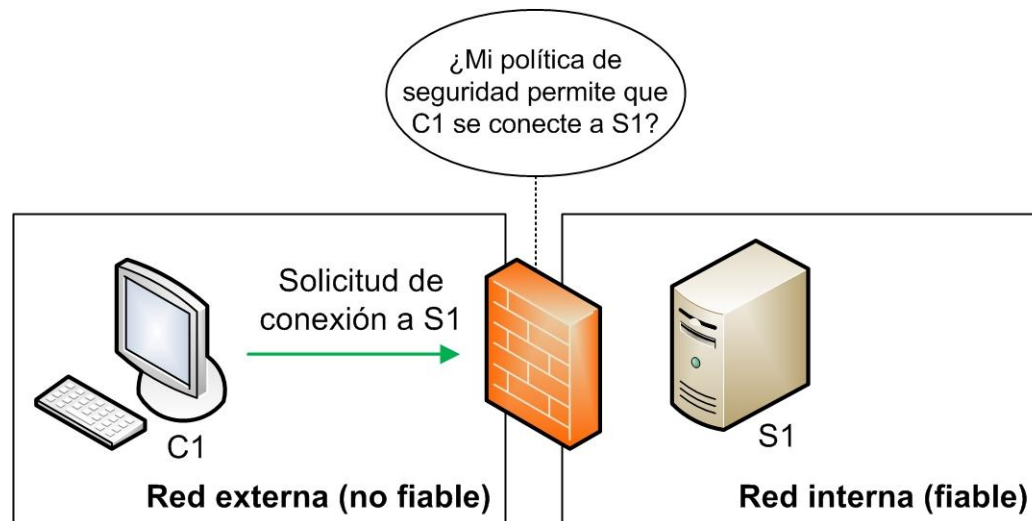 ¿Mi política de
seguridad permite que
C1 se conecte a S1?
Solicitud de
conexión a S1
C1
S1
Red externa (no fiable)
Red interna (fiable)